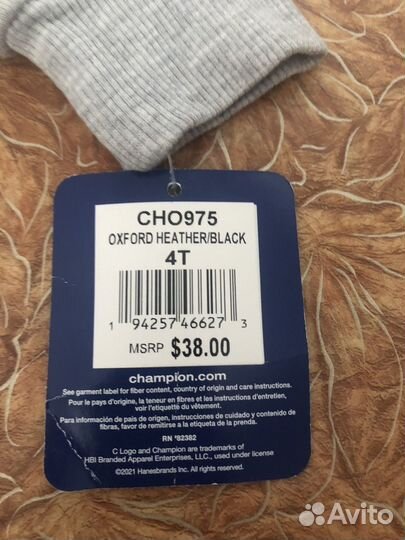 CHO975
OXFORD HEATHER/BLACK
4T
1 94257 46627 3
MSRP $38.00
champion.com
See garment label for fiber content, country of origin and care instructions.
Pour le pays d'origine, la teneur en fibres et les instructions d'entretien,
voir l'étiquette du vêtement.
Para información de pais de origen, instrucciones de cuidado y contenido de
fibras, favor de remitirse a la etiqueta de la prenda.
RN °82382
C Logo and Champion are trademarks of
HBI Branded Apparel Enterprises, LLC., used under license
©2021 Hanesbrands Inc. All rights reserved.
Avito